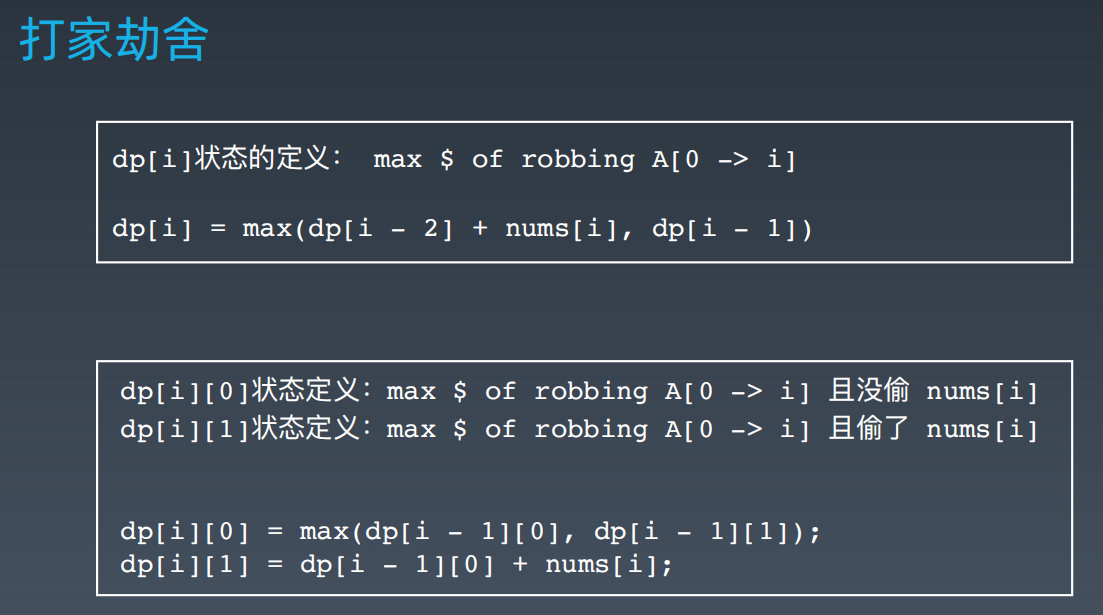 打家劫舍
dp[i]状态的定义： max $ of robbing A[0 -> i]
dp[i] = max(dp[i - 2] + nums[i], dp[i - 1])
dp[i][0]状态定义：max $ of robbing A[0 -> i] 且没偷 nums[i]
dp[i][1]状态定义：max $ of robbing A[0 -> i] 且偷了 nums[i]
dp[i][0] = max(dp[i - 1][0], dp[i - 1][1]);
dp[i][1] = dp[i - 1][0] + nums[i];